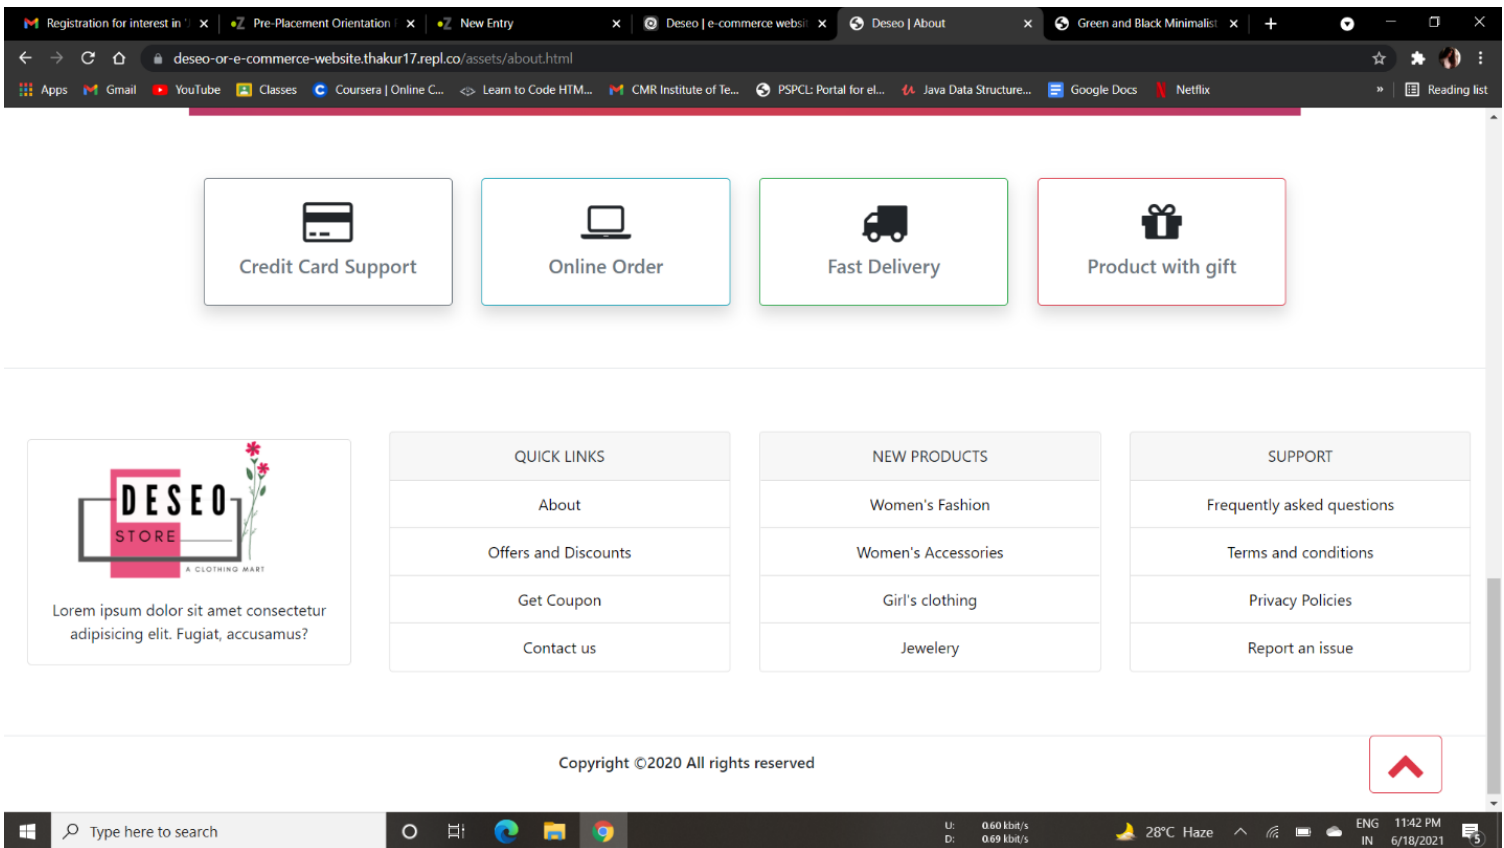 Registration for interest in 'J
Pre-Placement Orientation F
New Entry
Deseo | e-commerce websit
Deseo | About
Green and Black Minimalist
deseo-or-e-commerce-website.thakur17.repl.co/assets/about.html
Apps
Gmail
YouTube
Classes
Coursera | Online C...
Learn to Code HTM...
CMR Institute of Te...
PSPCL: Portal for el...
Java Data Structure...
Google Docs
Netflix
»
Reading list
Credit Card Support
Online Order
Fast Delivery
Product with gift
DESEO
STORE
A CLOTHING MART
Lorem ipsum dolor sit amet consectetur
adipisicing elit. Fugiat, accusamus?
QUICK LINKS
About
Offers and Discounts
Get Coupon
Contact us
NEW PRODUCTS
Women's Fashion
Women's Accessories
Girl's clothing
Jewelery
SUPPORT
Frequently asked questions
Terms and conditions
Privacy Policies
Report an issue
Copyright ©2020 All rights reserved
Type here to search
U: 0.60 kbit/s
D: 0.69 kbit/s
28°C Haze
ENG
IN
11:42 PM
6/18/2021
5